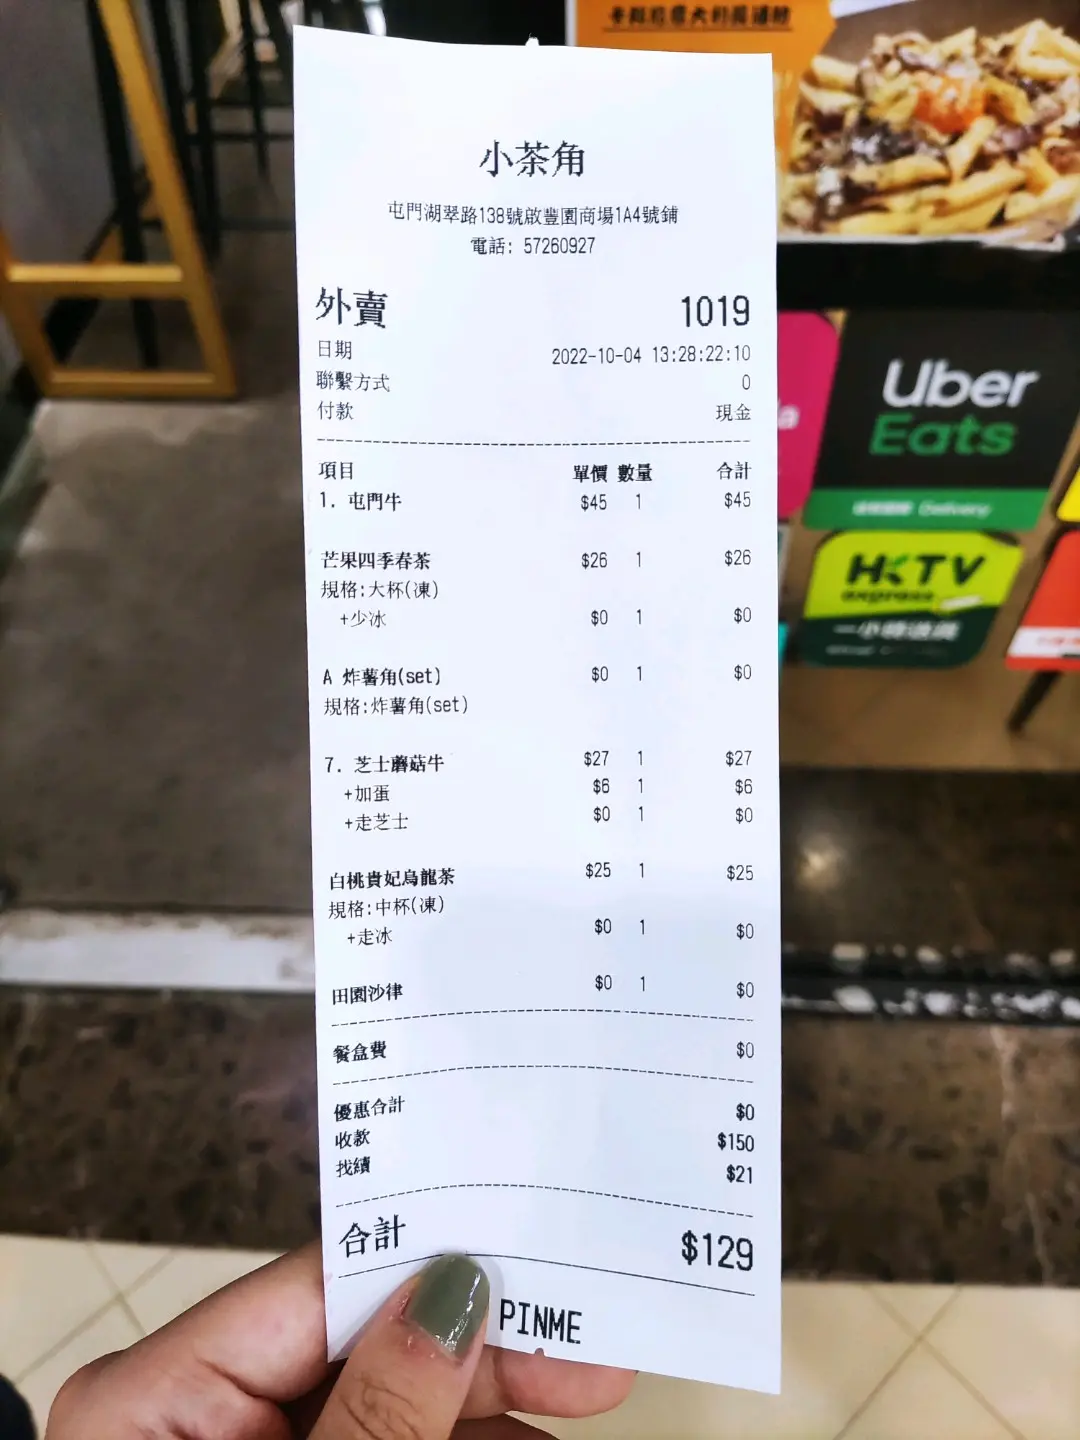 小茶角
屯門湖翠路138號啟豐園商場1A4號鋪
電話: 57260927
外賣 1019
日期 2022-10-04 13:28:22:10
聯繫方式 0
付款 現金
項目 單價 數量 合計
1. 屯門牛 $45 1 $45
芒果四季春茶 $26 1 $26
規格:大杯(凍)
+少冰 $0 1 $0
A 炸薯角(set) $0 1 $0
規格:炸薯角(set)
7. 芝士蘑菇牛 $27 1 $27
+加蛋 $6 1 $6
+走芝士 $0 1 $0
白桃貴妃烏龍茶 $25 1 $25
規格:中杯(凍)
+走冰 $0 1 $0
田園沙律 $0 1 $0
餐盒費 $0
優惠合計 $0
收款 $150
找續 $21
合計 $129
PINME
Uber
Eats
Delivery
HKTV
express